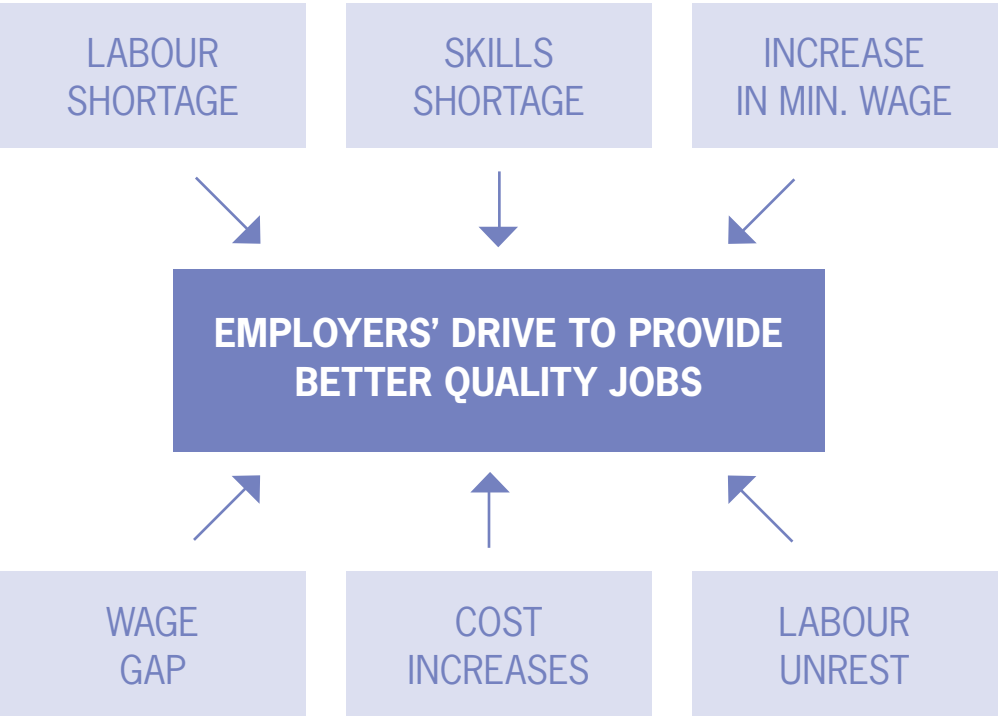 LABOUR
SHORTAGE
SKILLS
SHORTAGE
INCREASE
IN MIN. WAGE
EMPLOYERS’ DRIVE TO PROVIDE
BETTER QUALITY JOBS
WAGE
GAP
COST
INCREASES
LABOUR
UNREST